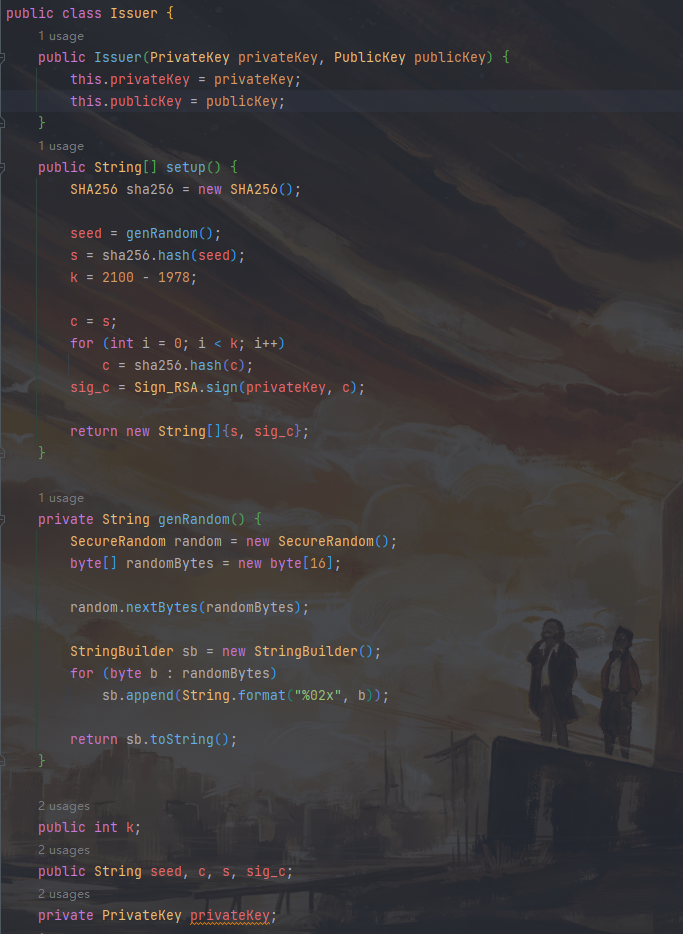 public class Issuer {
1 usage
public Issuer(PrivateKey privateKey, PublicKey publicKey) {
this.privateKey = privateKey;
this.publicKey = publicKey;
}
1 usage
public String[] setup() {
SHA256 sha256 = new SHA256();
seed = genRandom();
s = sha256.hash(seed);
k = 2100 - 1978;
c = s;
for (int i = 0; i < k; i++)
c = sha256.hash(c);
sig_c = Sign_RSA.sign(privateKey, c);
return new String[]{s, sig_c};
}
1 usage
private String genRandom() {
SecureRandom random = new SecureRandom();
byte[] randomBytes = new byte[16];
random.nextBytes(randomBytes);
StringBuilder sb = new StringBuilder();
for (byte b : randomBytes)
sb.append(String.format("%02x", b));
return sb.toString();
}
2 usages
public int k;
2 usages
public String seed, c, s, sig_c;
2 usages
private PrivateKey privateKey;